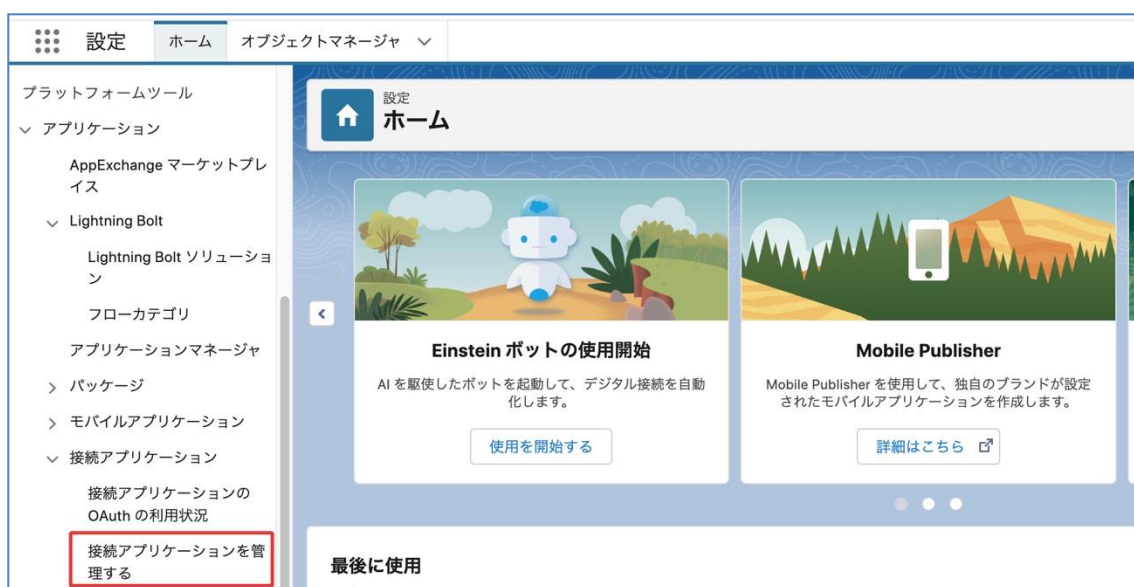 設定
ホーム
オブジェクトマネージャ
プラットフォームツール
アプリケーション
AppExchange マーケットプレ
イス
Lightning Bolt
Lightning Bolt ソリューショ
ン
フローカテゴリ
アプリケーションマネージャ
パッケージ
モバイルアプリケーション
接続アプリケーション
接続アプリケーションの
OAuth の利用状況
接続アプリケーションを管
理する
設定
ホーム
Einstein ボットの使用開始
AI を駆使したボットを起動して、デジタル接続を自動
化します。
使用を開始する
Mobile Publisher
Mobile Publisher を使用して、独自のブランドが設定
されたモバイルアプリケーションを作成します。
詳細はこちら
最後に使用